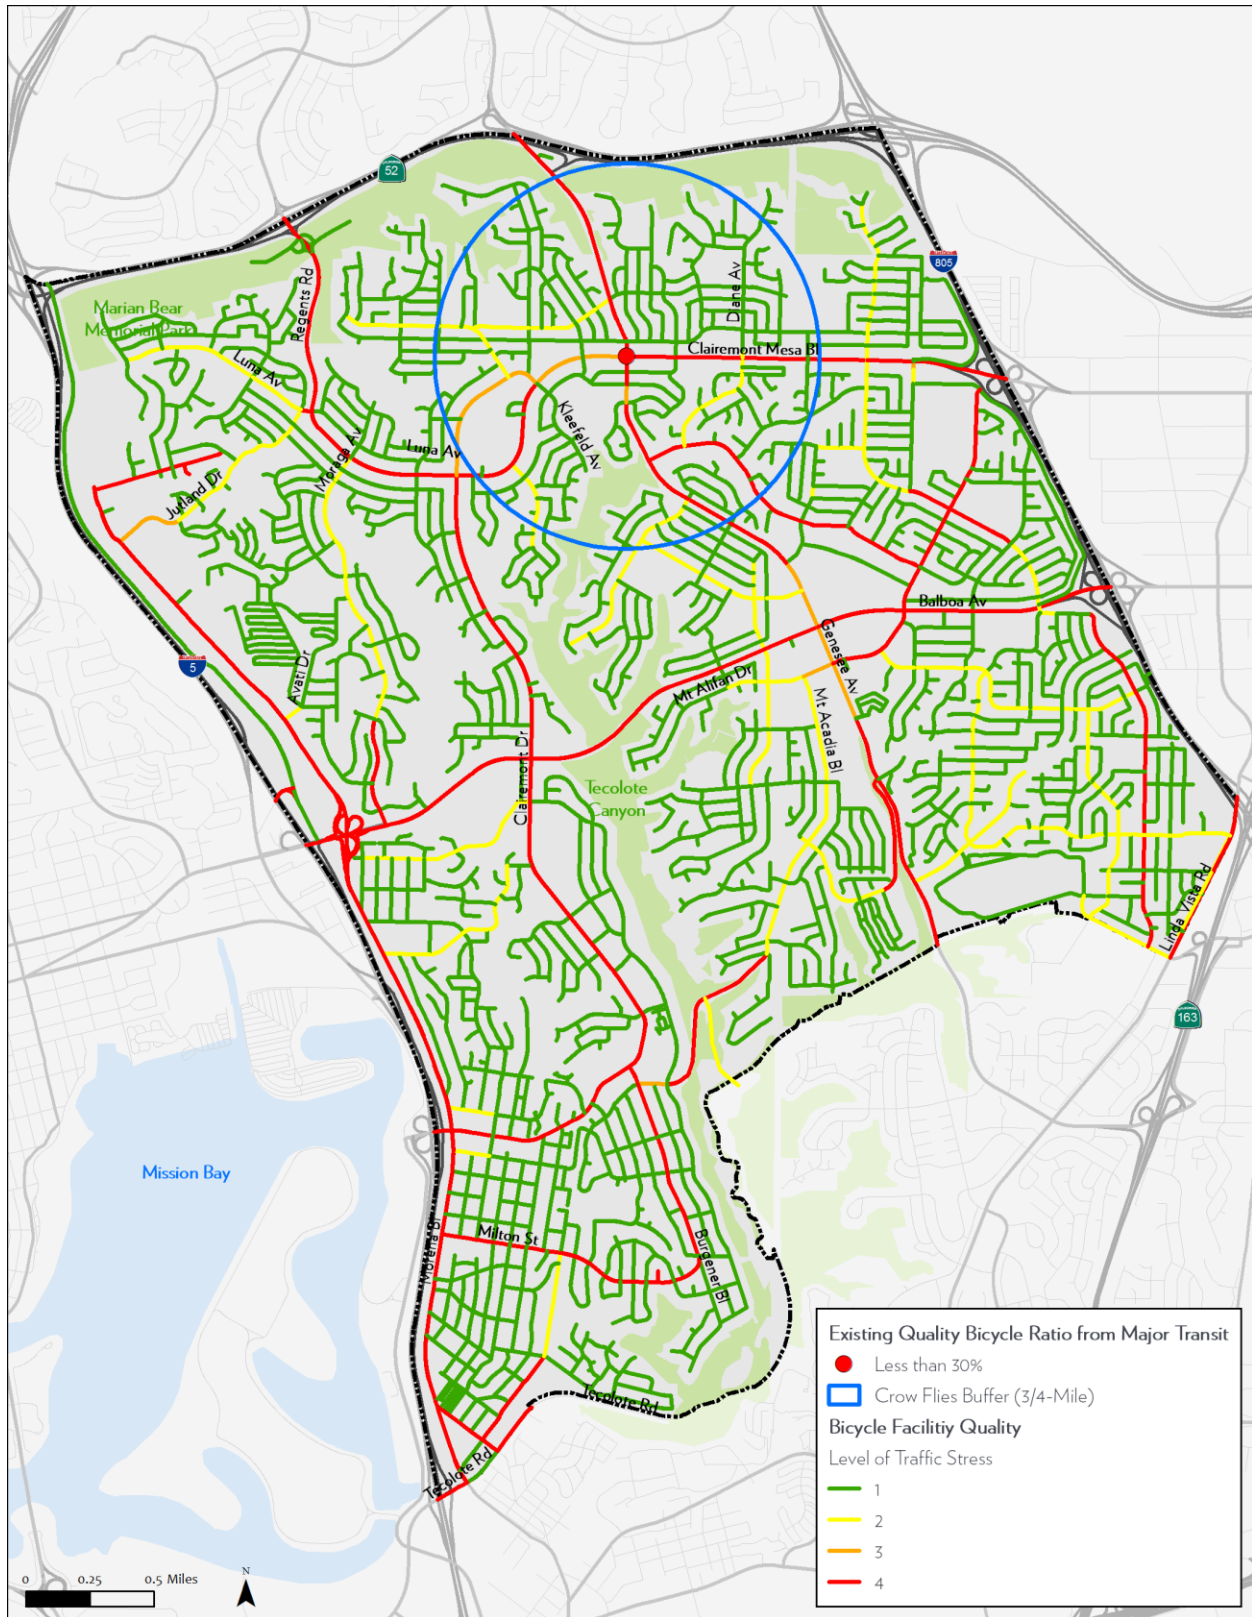 52
805
Marian Bear
Memorial Park
Regents Rd
Diane Av
Clairemont Mesa Bl
Luna Av
Kleefeld Av
Luna Av
Moraga Av
Jutland Dr
Balboa Av
Genesee Av
5
Avati Dr
Mt Alifan Dr
Mt Acadia Bl
Clairemont Dr
Tecolote
Canyon
Linda Vista Rd
163
Mission Bay
Morena Bl
Milton St
Burgener Bl
Tecolote Rd
Tecolote Rd
Existing Quality Bicycle Ratio from Major Transit
Less than 30%
Crow Flies Buffer (3/4-Mile)
Bicycle Facilitiy Quality
Level of Traffic Stress
1
2
3
4
0 0.25 0.5 Miles
N